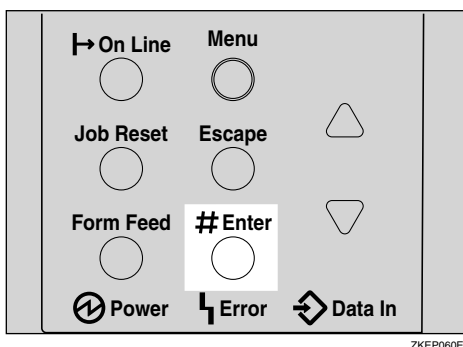 On Line Menu
Job Reset Escape
Form Feed # Enter
Power Error Data In
ZKEP060E